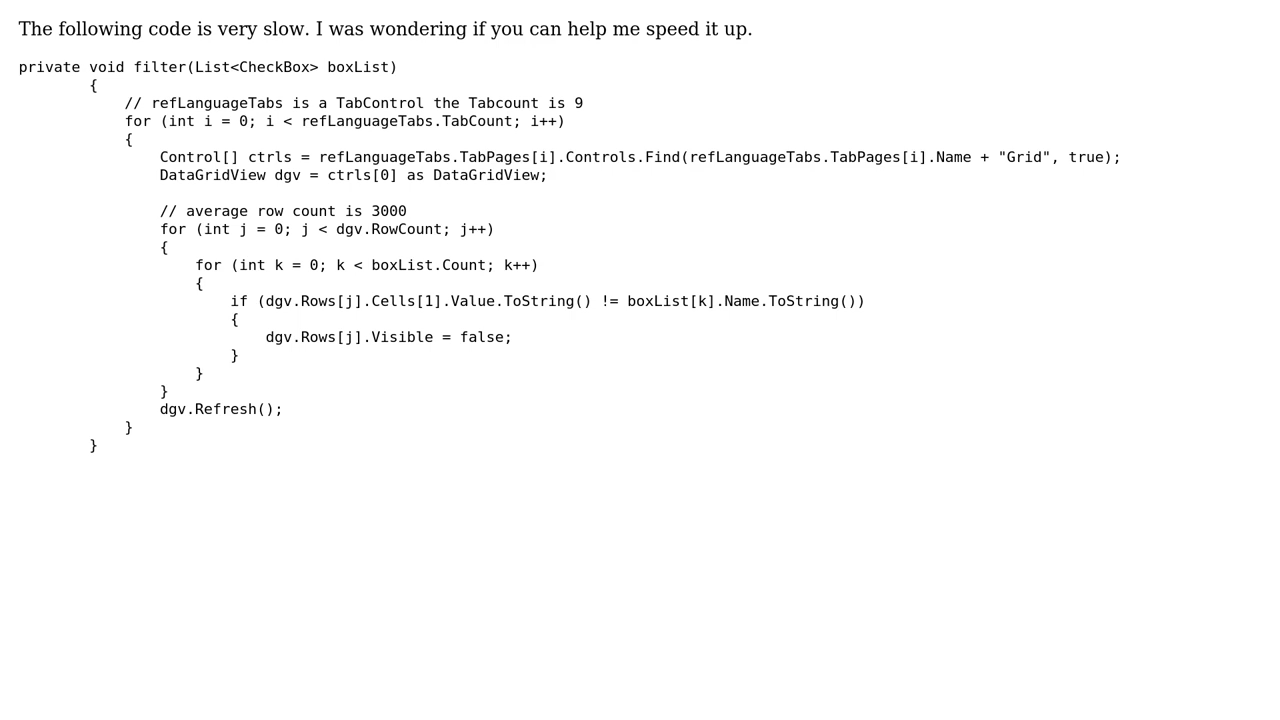 The following code is very slow. I was wondering if you can help me speed it up.
private void filter(List<CheckBox> boxList)
        {
            // refLanguageTabs is a TabControl the Tabcount is 9
            for (int i = 0; i < refLanguageTabs.TabCount; i++)
            {
                Control[] ctrls = refLanguageTabs.TabPages[i].Controls.Find(refLanguageTabs.TabPages[i].Name + "Grid", true);
                DataGridView dgv = ctrls[0] as DataGridView;

                // average row count is 3000
                for (int j = 0; j < dgv.RowCount; j++)
                {
                    for (int k = 0; k < boxList.Count; k++)
                    {
                        if (dgv.Rows[j].Cells[1].Value.ToString() != boxList[k].Name.ToString())
                        {
                            dgv.Rows[j].Visible = false;
                        }
                    }
                }
                dgv.Refresh();
            }
        }